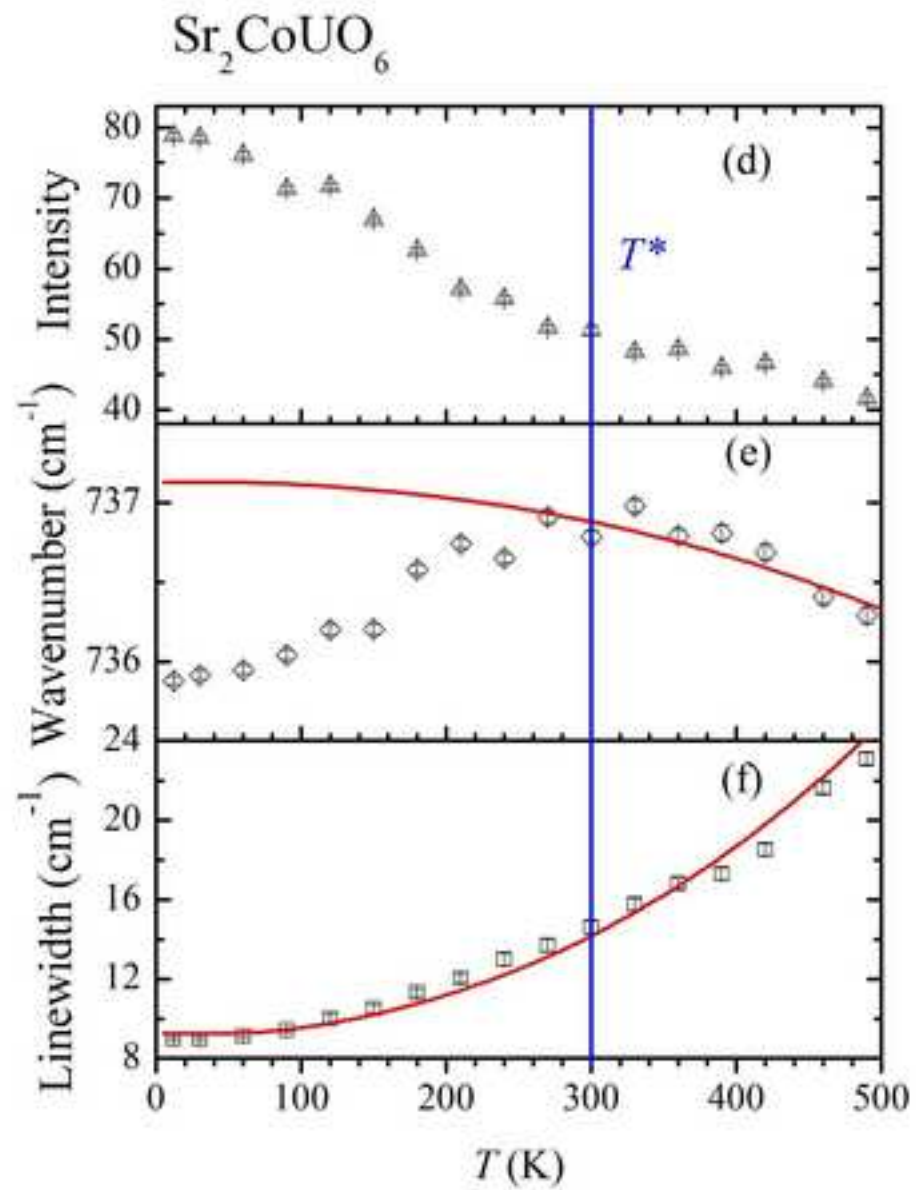 Sr₂CoUO₆
(d)
80
70
60
50
40
Intensity
T*
(e)
737
736
Wavenumber (cm⁻¹)
(f)
24
20
16
12
8
Linewidth (cm⁻¹)
0 100 200 300 400 500
T (K)